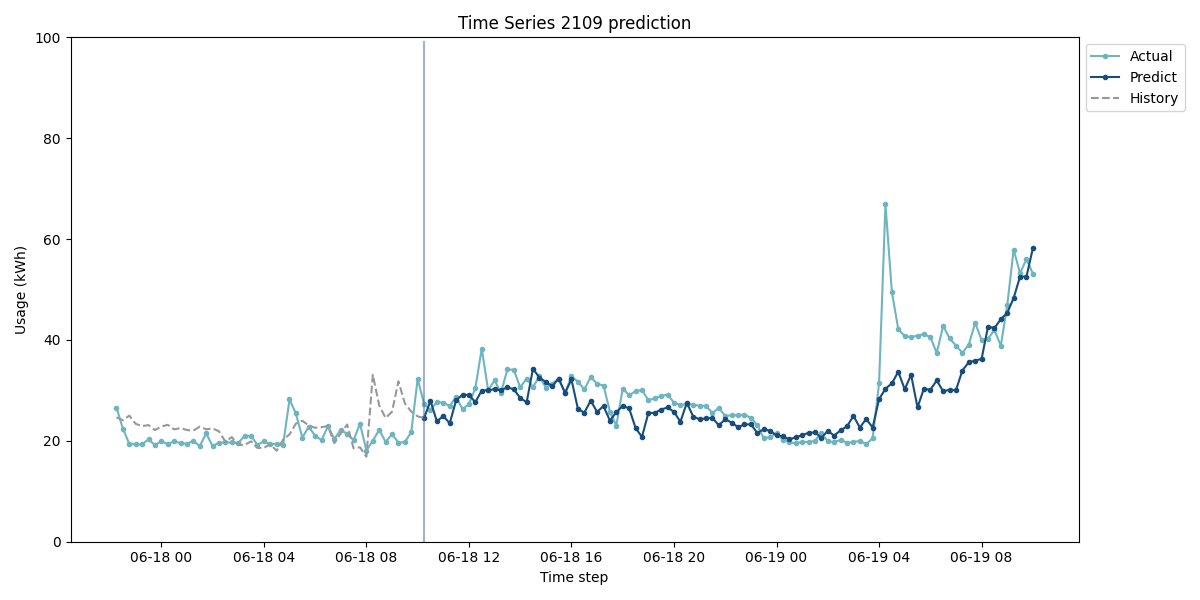 Time Series 2109 prediction
100
80
60
40
20
0
Usage (kWh)
06-18 00
06-18 04
06-18 08
06-18 12
06-18 16
06-18 20
06-19 00
06-19 04
06-19 08
Time step
Actual
Predict
History